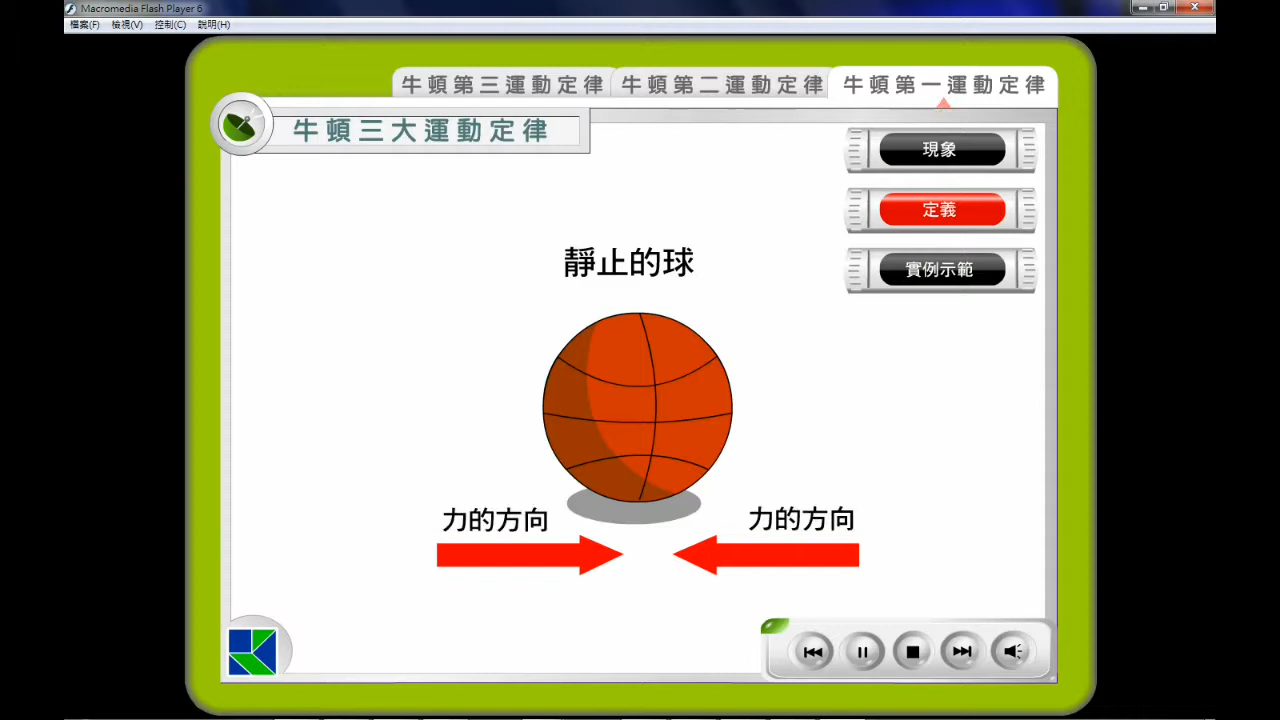 Macromedia Flash Player 6
檔案(F) 檢視(V) 控制(C) 說明(H)
牛頓第三運動定律 牛頓第二運動定律 牛頓第一運動定律
牛頓三大運動定律
現象
定義
實例示範
靜止的球
力的方向 力的方向